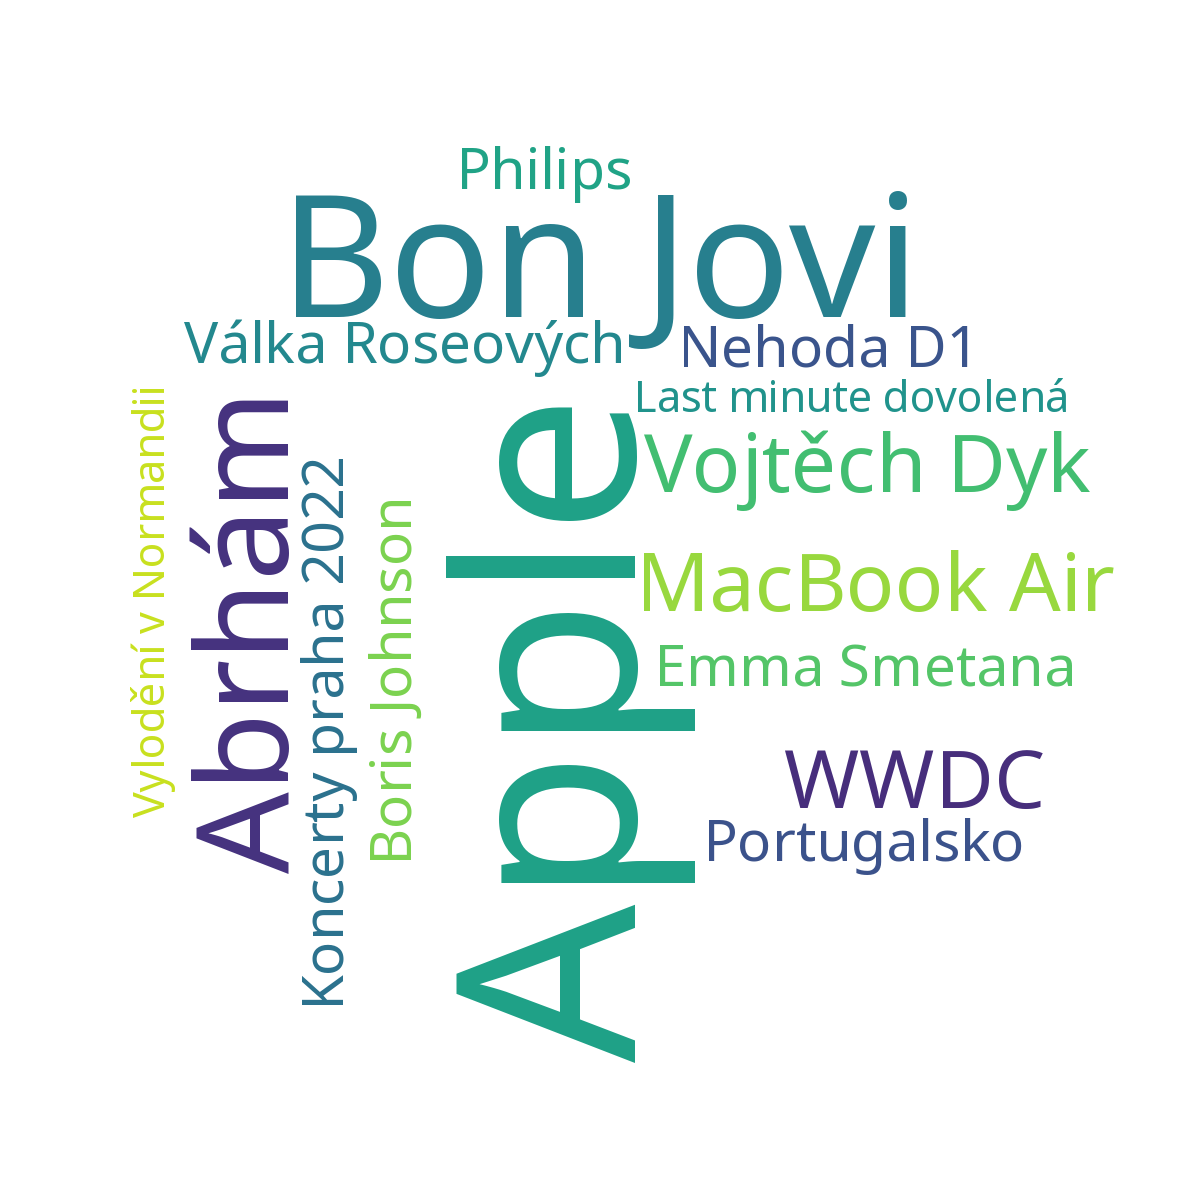 Philips
Bon Jovi
Válka Roseových
Nehoda D1
Last minute dovolená
Vojtěch Dyk
MacBook Air
Emma Smetana
WWDC
Portugalsko
Vylodění v Normandii
Abrhám
Koncerty praha 2022
Boris Johnson
Apple